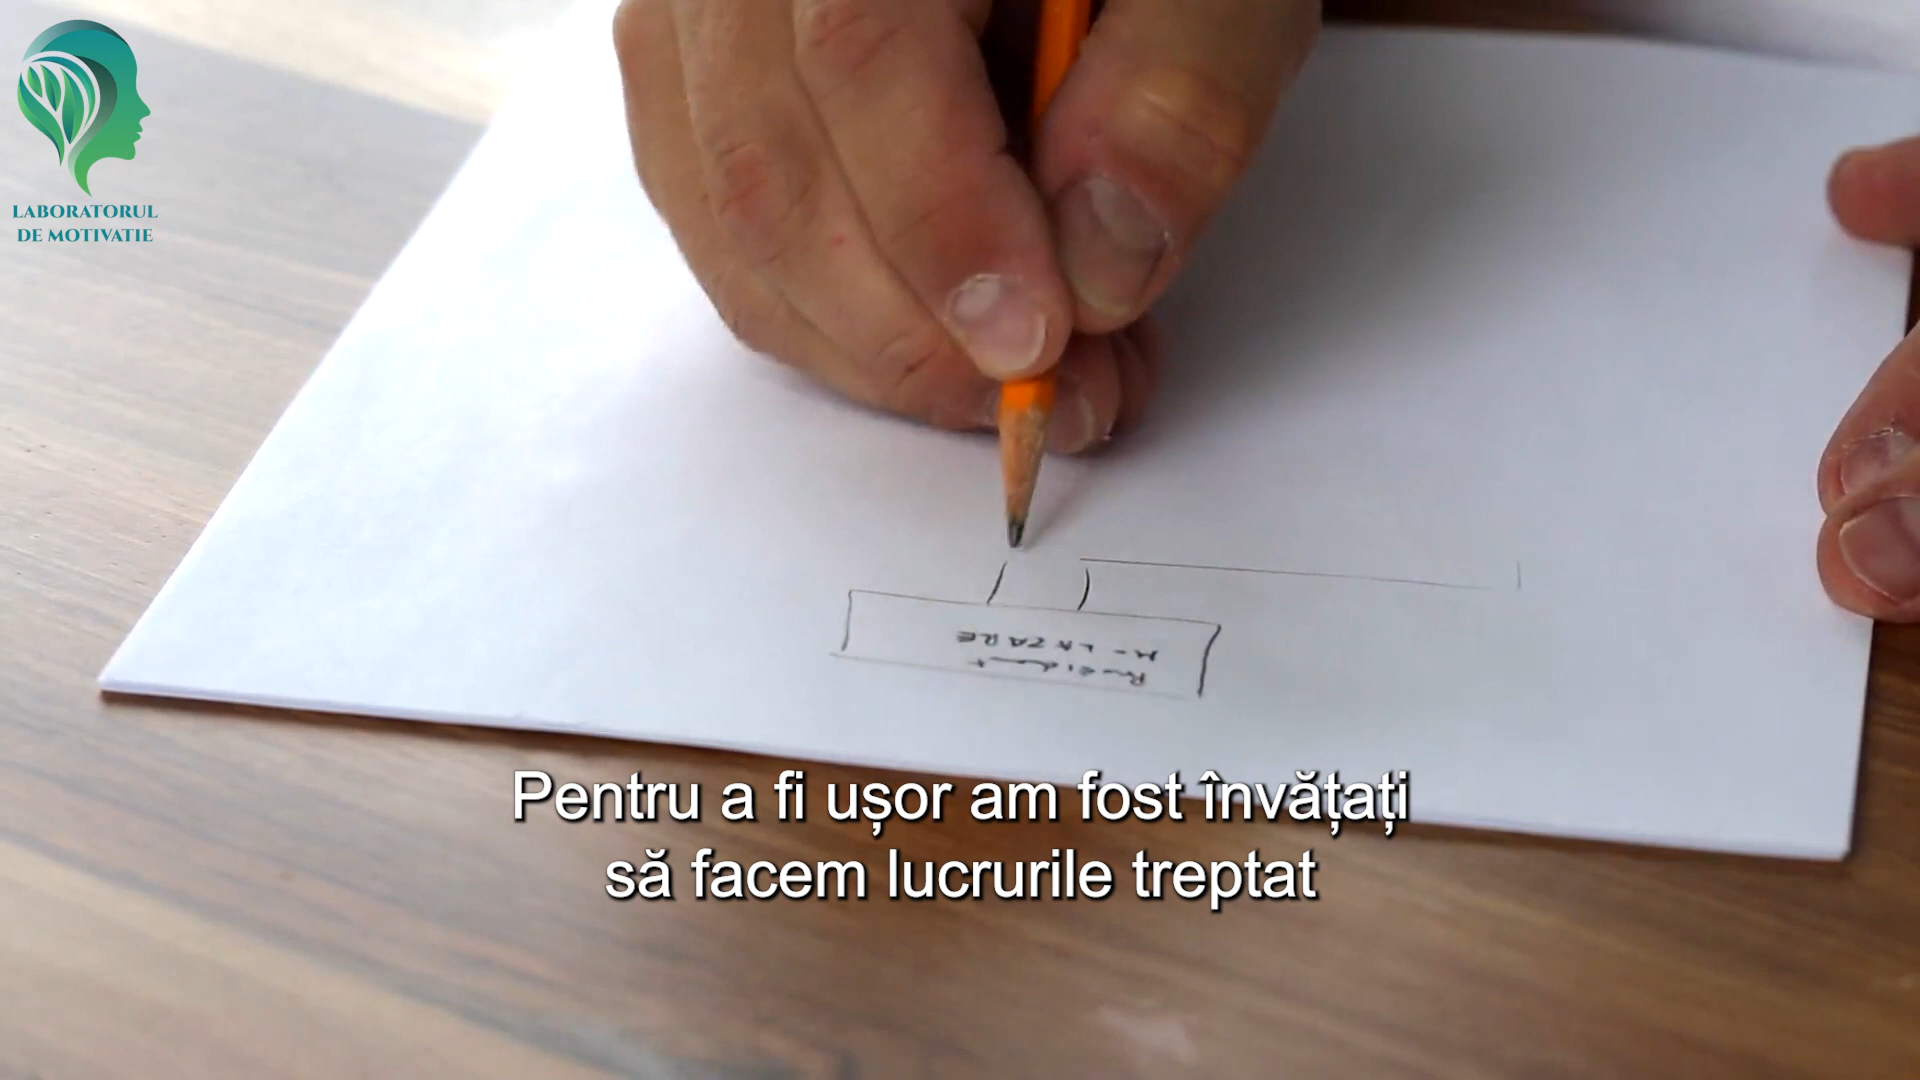 LABORATORUL
DE MOTIVATIE
Pentru a fi ușor am fost învățați
să facem lucrurile treptat